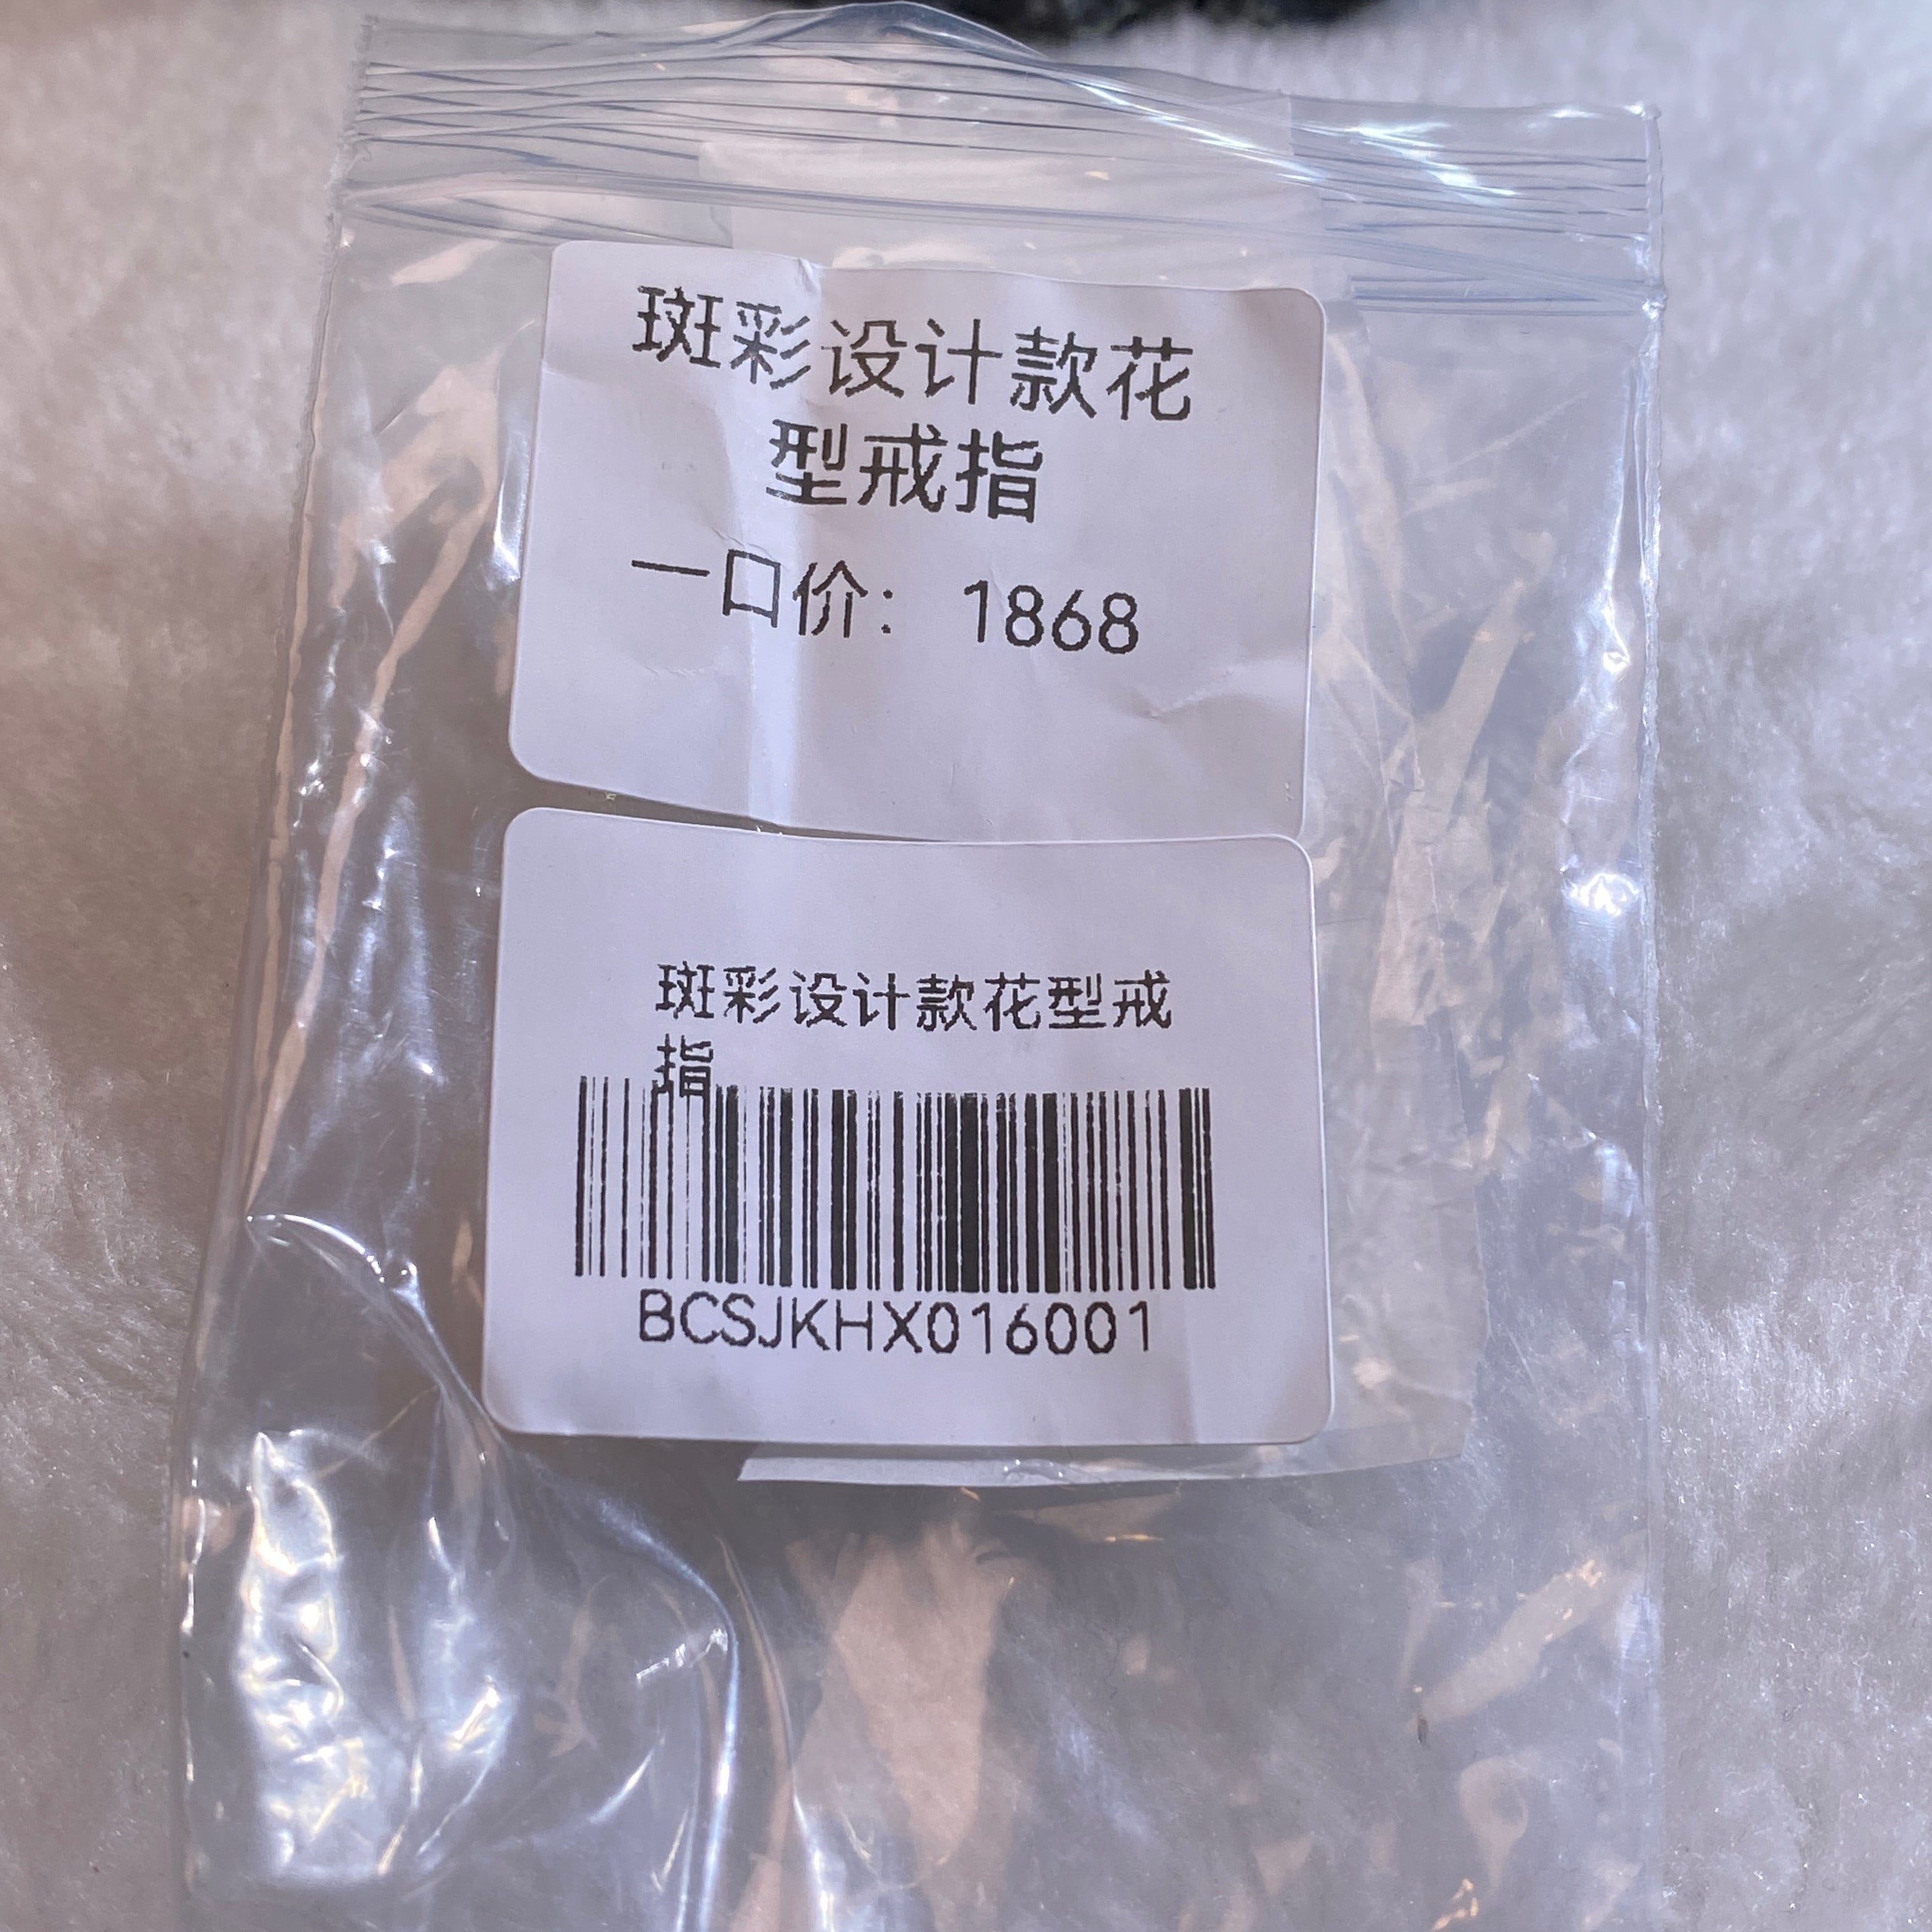 斑彩设计款花
型戒指
一口价：1868
斑彩设计款花型戒
指
BCSJKHX016001